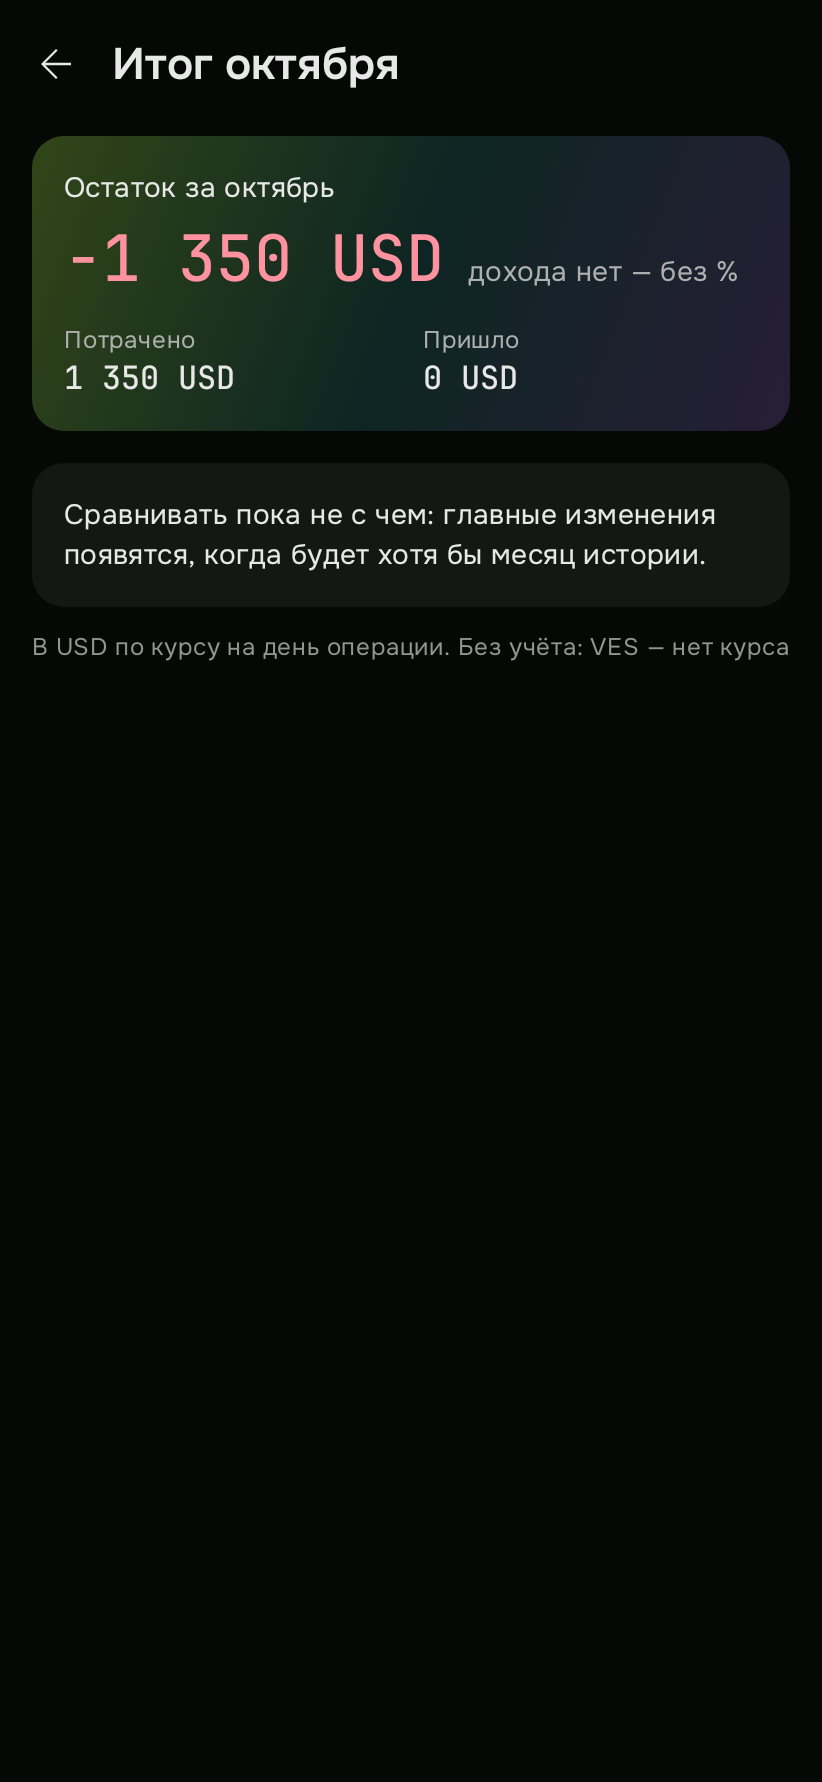 Итог октября
Остаток за октябрь
-1 350 USD дохода нет — без %
Потрачено Пришло
1 350 USD 0 USD
Сравнивать пока не с чем: главные изменения
появятся, когда будет хотя бы месяц истории.
В USD по курсу на день операции. Без учёта: VES — нет курса